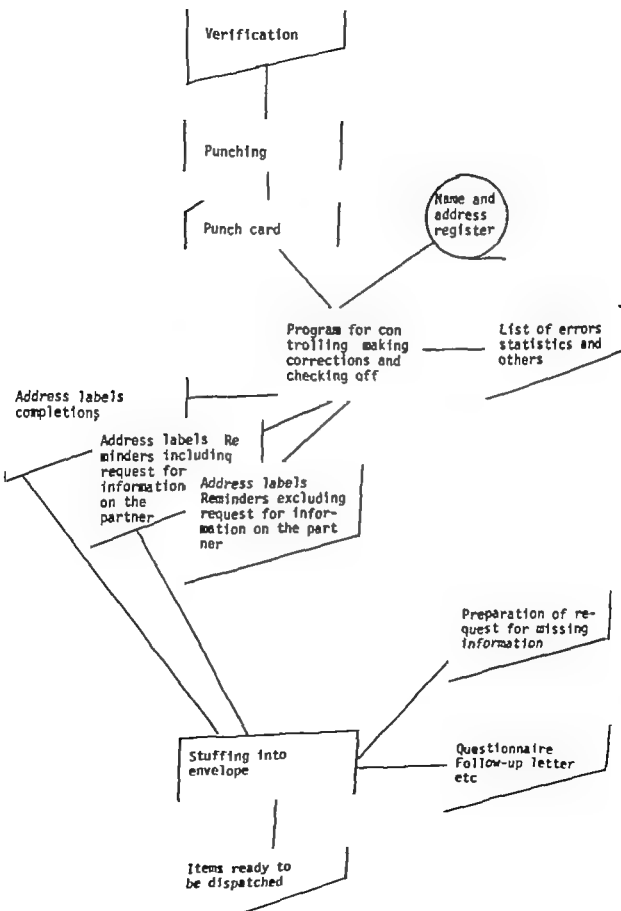 Verification
Punching
Punch card
Name and
address
register
Program for con
trolling making
corrections and
checking off
List of errors
statistics and
others
Address labels
completions
Address labels Re
minders including
request for
information
on the
partner
Address labels
Reminders excluding
request for infor-
mation on the part
ner
Preparation of re-
quest for missing
information
Stuffing into
envelope
Questionnaire
Follow-up letter
etc
Items ready to
be dispatched